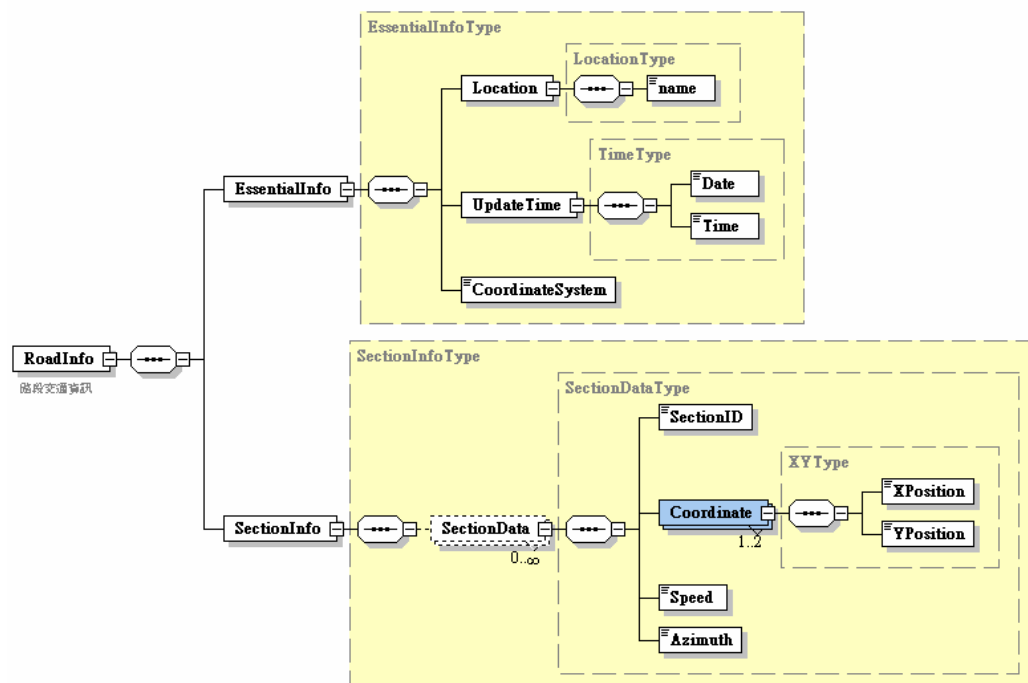 EssentialInfoType
LocationType
Location
name
TimeType
Date
EssentialInfo
UpdateTime
Time
CoordinateSystem
RoadInfo
路段交通資訊
SectionInfoType
SectionDataType
SectionID
XYType
XPosition
Coordinate
1..2
YPosition
SectionInfo
SectionData
0..∞
Speed
Azimuth